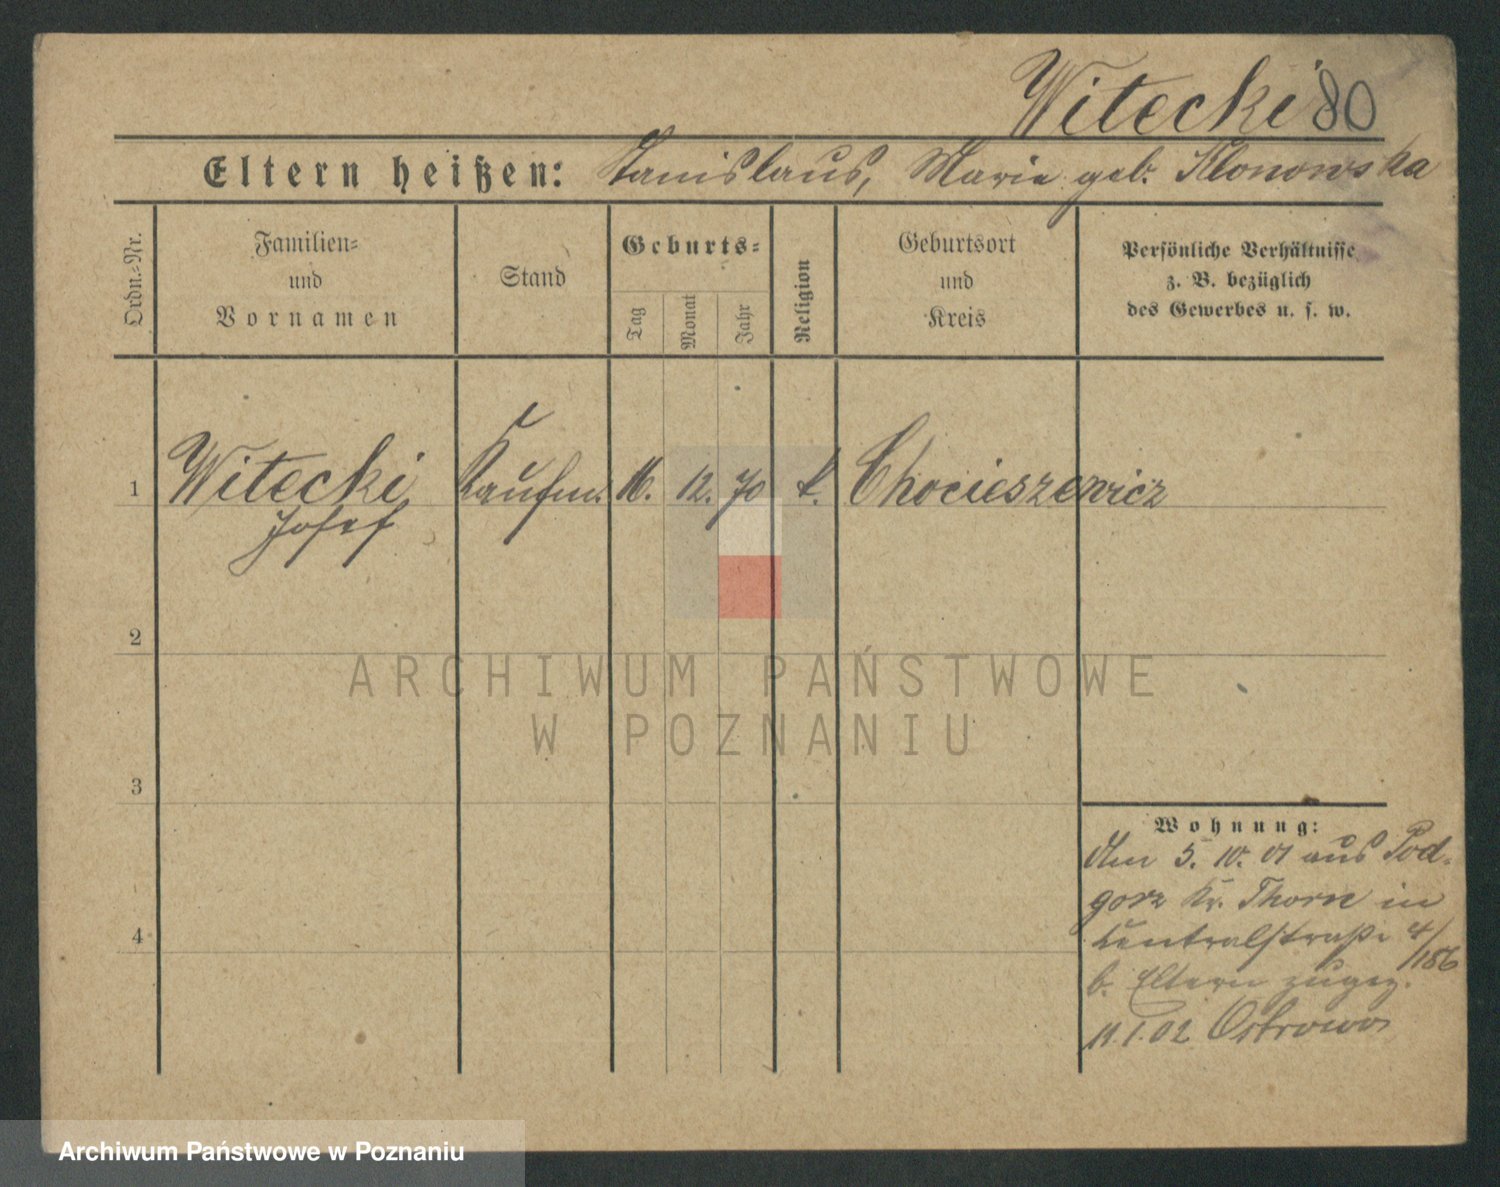 Witecki 80
Eltern heißen: Stanislaus, Marie geb. Klonowska
Ordn.=Nr.
Familien=
und
Vornamen
Stand
Geburts=
Tag
Monat
Jahr
Religion
Geburtsort
und
Kreis
Persönliche Verhältnisse
z. B. bezüglich
des Gewerbes u. s. w.
1 Witecki Kaufm. 16. 12. 70 k. Chocieszewicz
Josef
2
ARCHIWUM PAŃSTWOWE
W POZNANIU
3
Wohnung:
Am 5. 10. 01 aus Pod-
gorz Kr. Thorn in
Zentralstraße 4/186
b. Eltern zugez.
11.1.02 Ostrowo
4
Archiwum Państwowe w Poznaniu